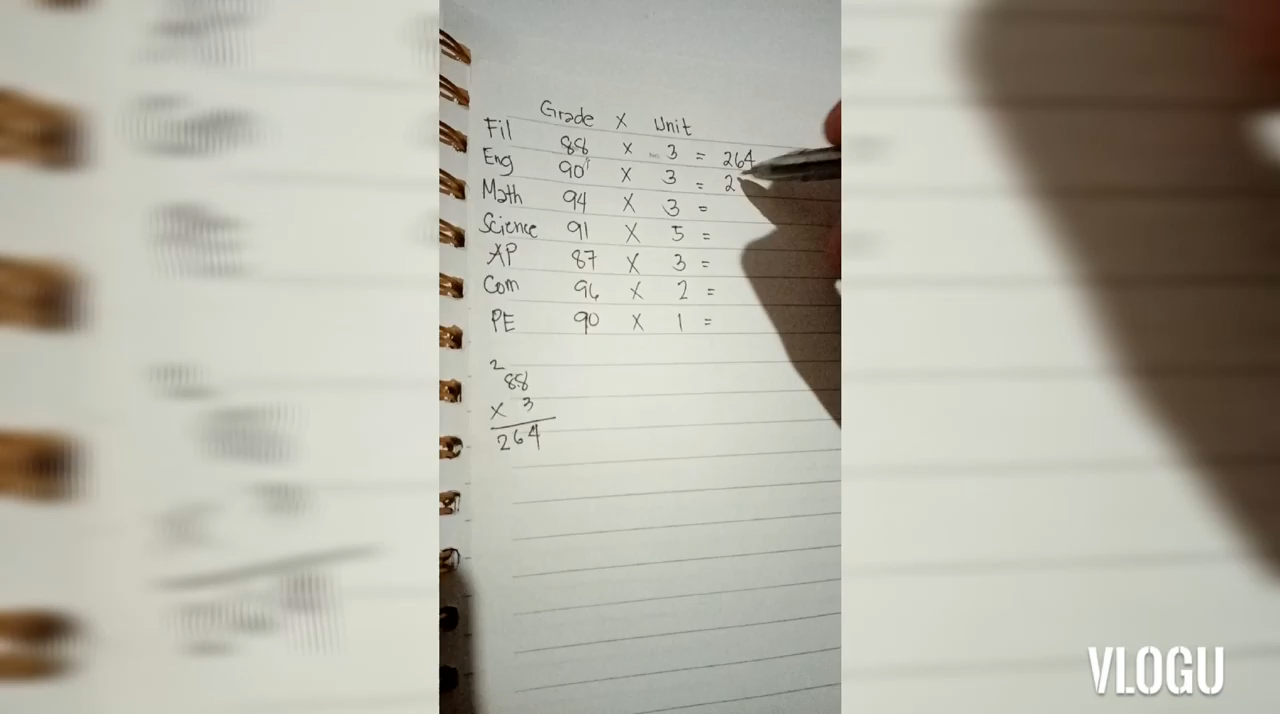 Grade X Unit
Fil 88 X 3 = 264
Eng 90 X 3 = 2
Math 94 X 3 =
Science 91 X 5 =
AP 87 X 3 =
Com 96 X 2 =
PE 90 X 1 =
2
88
X 3
264
VLOGU